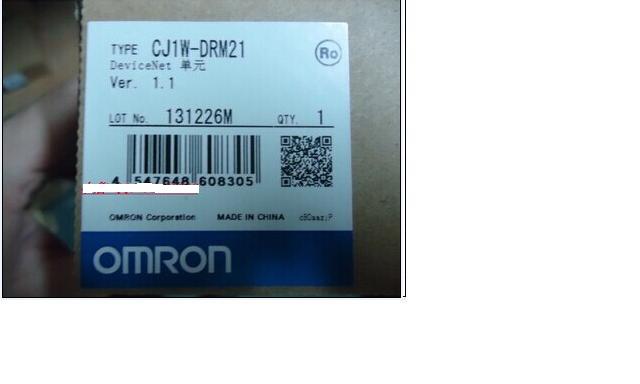 TYPE CJ1W-DRM21
Ro
DeviceNet 单元
Ver. 1.1
LOT No. 131226M QTY. 1
4 547648 608305
OMRON Corporation MADE IN CHINA
OMRON